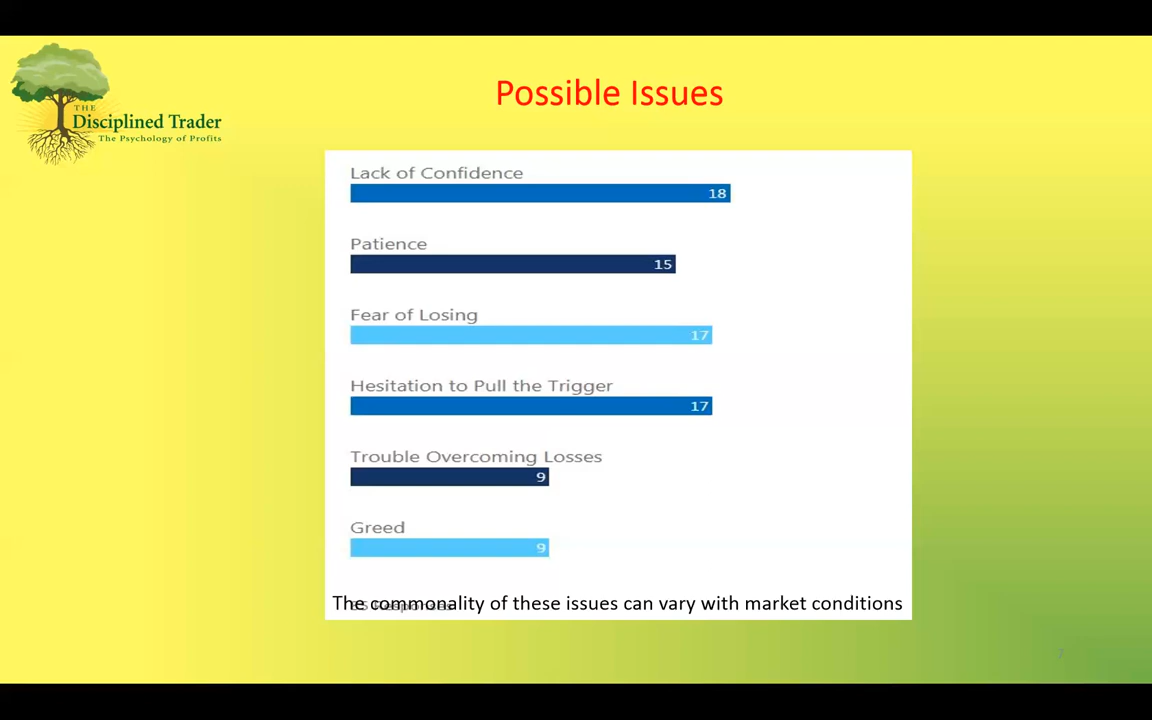 THE
Disciplined Trader
The Psychology of Profits
Possible Issues
Lack of Confidence
18
Patience
15
Fear of Losing
17
Hesitation to Pull the Trigger
17
Trouble Overcoming Losses
9
Greed
9
The commonality of these issues can vary with market conditions